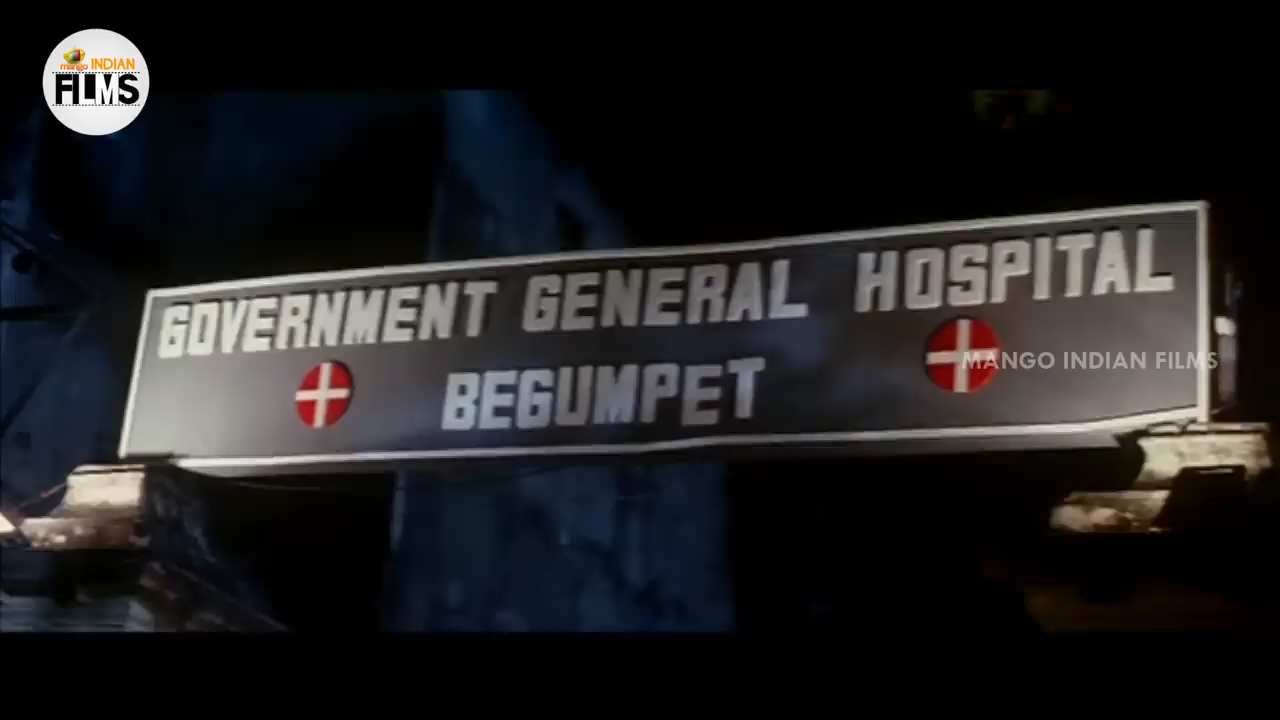 mango INDIAN
FILMS
GOVERNMENT GENERAL HOSPITAL
BEGUMPET
MANGO INDIAN FILMS